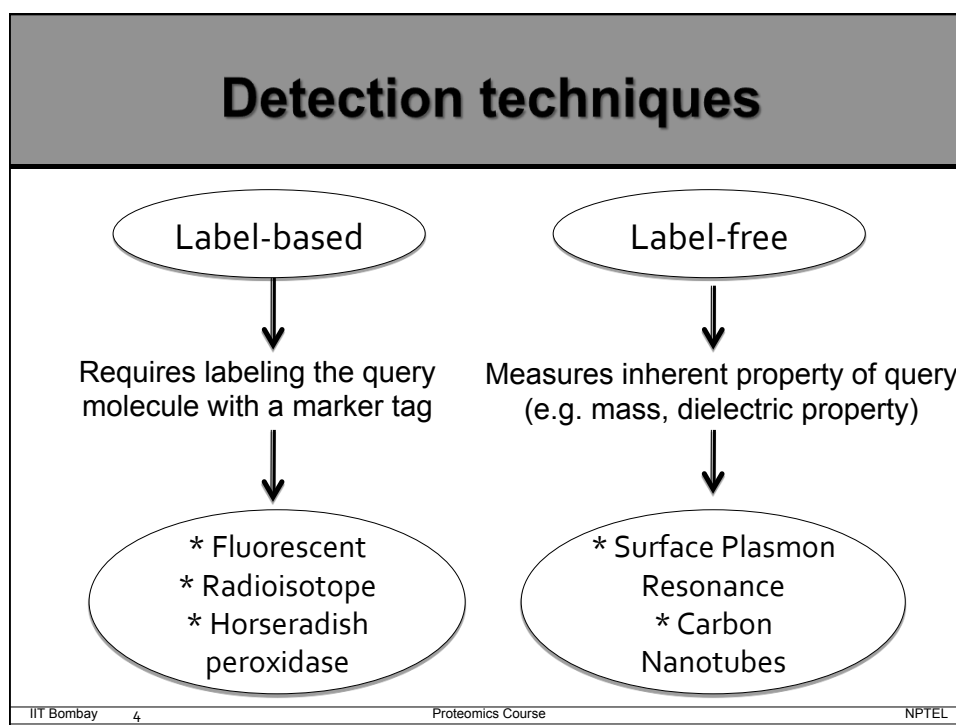 Detection techniques
Label-based
Requires labeling the query
molecule with a marker tag
* Fluorescent
* Radioisotope
* Horseradish
peroxidase
Label-free
Measures inherent property of query
(e.g. mass, dielectric property)
* Surface Plasmon
Resonance
* Carbon
Nanotubes
IIT Bombay 4 Proteomics Course NPTEL